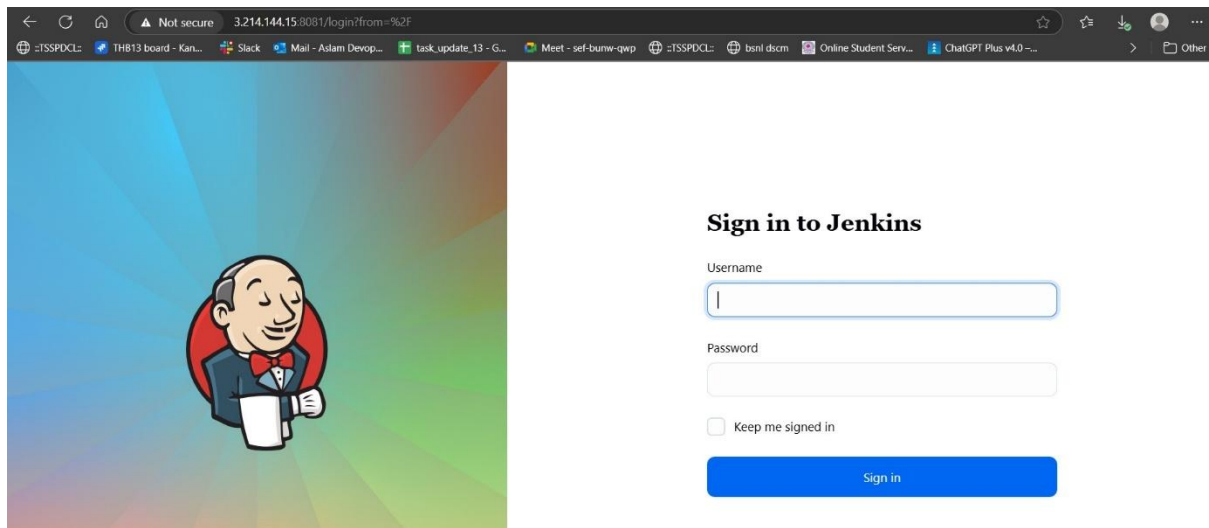 Not secure 3.214.144.15:8081/login?from=%2F
::TSSPDCL:: THB13 board - Kan... Slack Mail - Aslam Devop... task_update_13 - G... Meet - sef-bunw-qwp ::TSSPDCL:: bsnl dscm Online Student Serv... ChatGPT Plus v4.0 –... Other
Sign in to Jenkins
Username
Password
Keep me signed in
Sign in